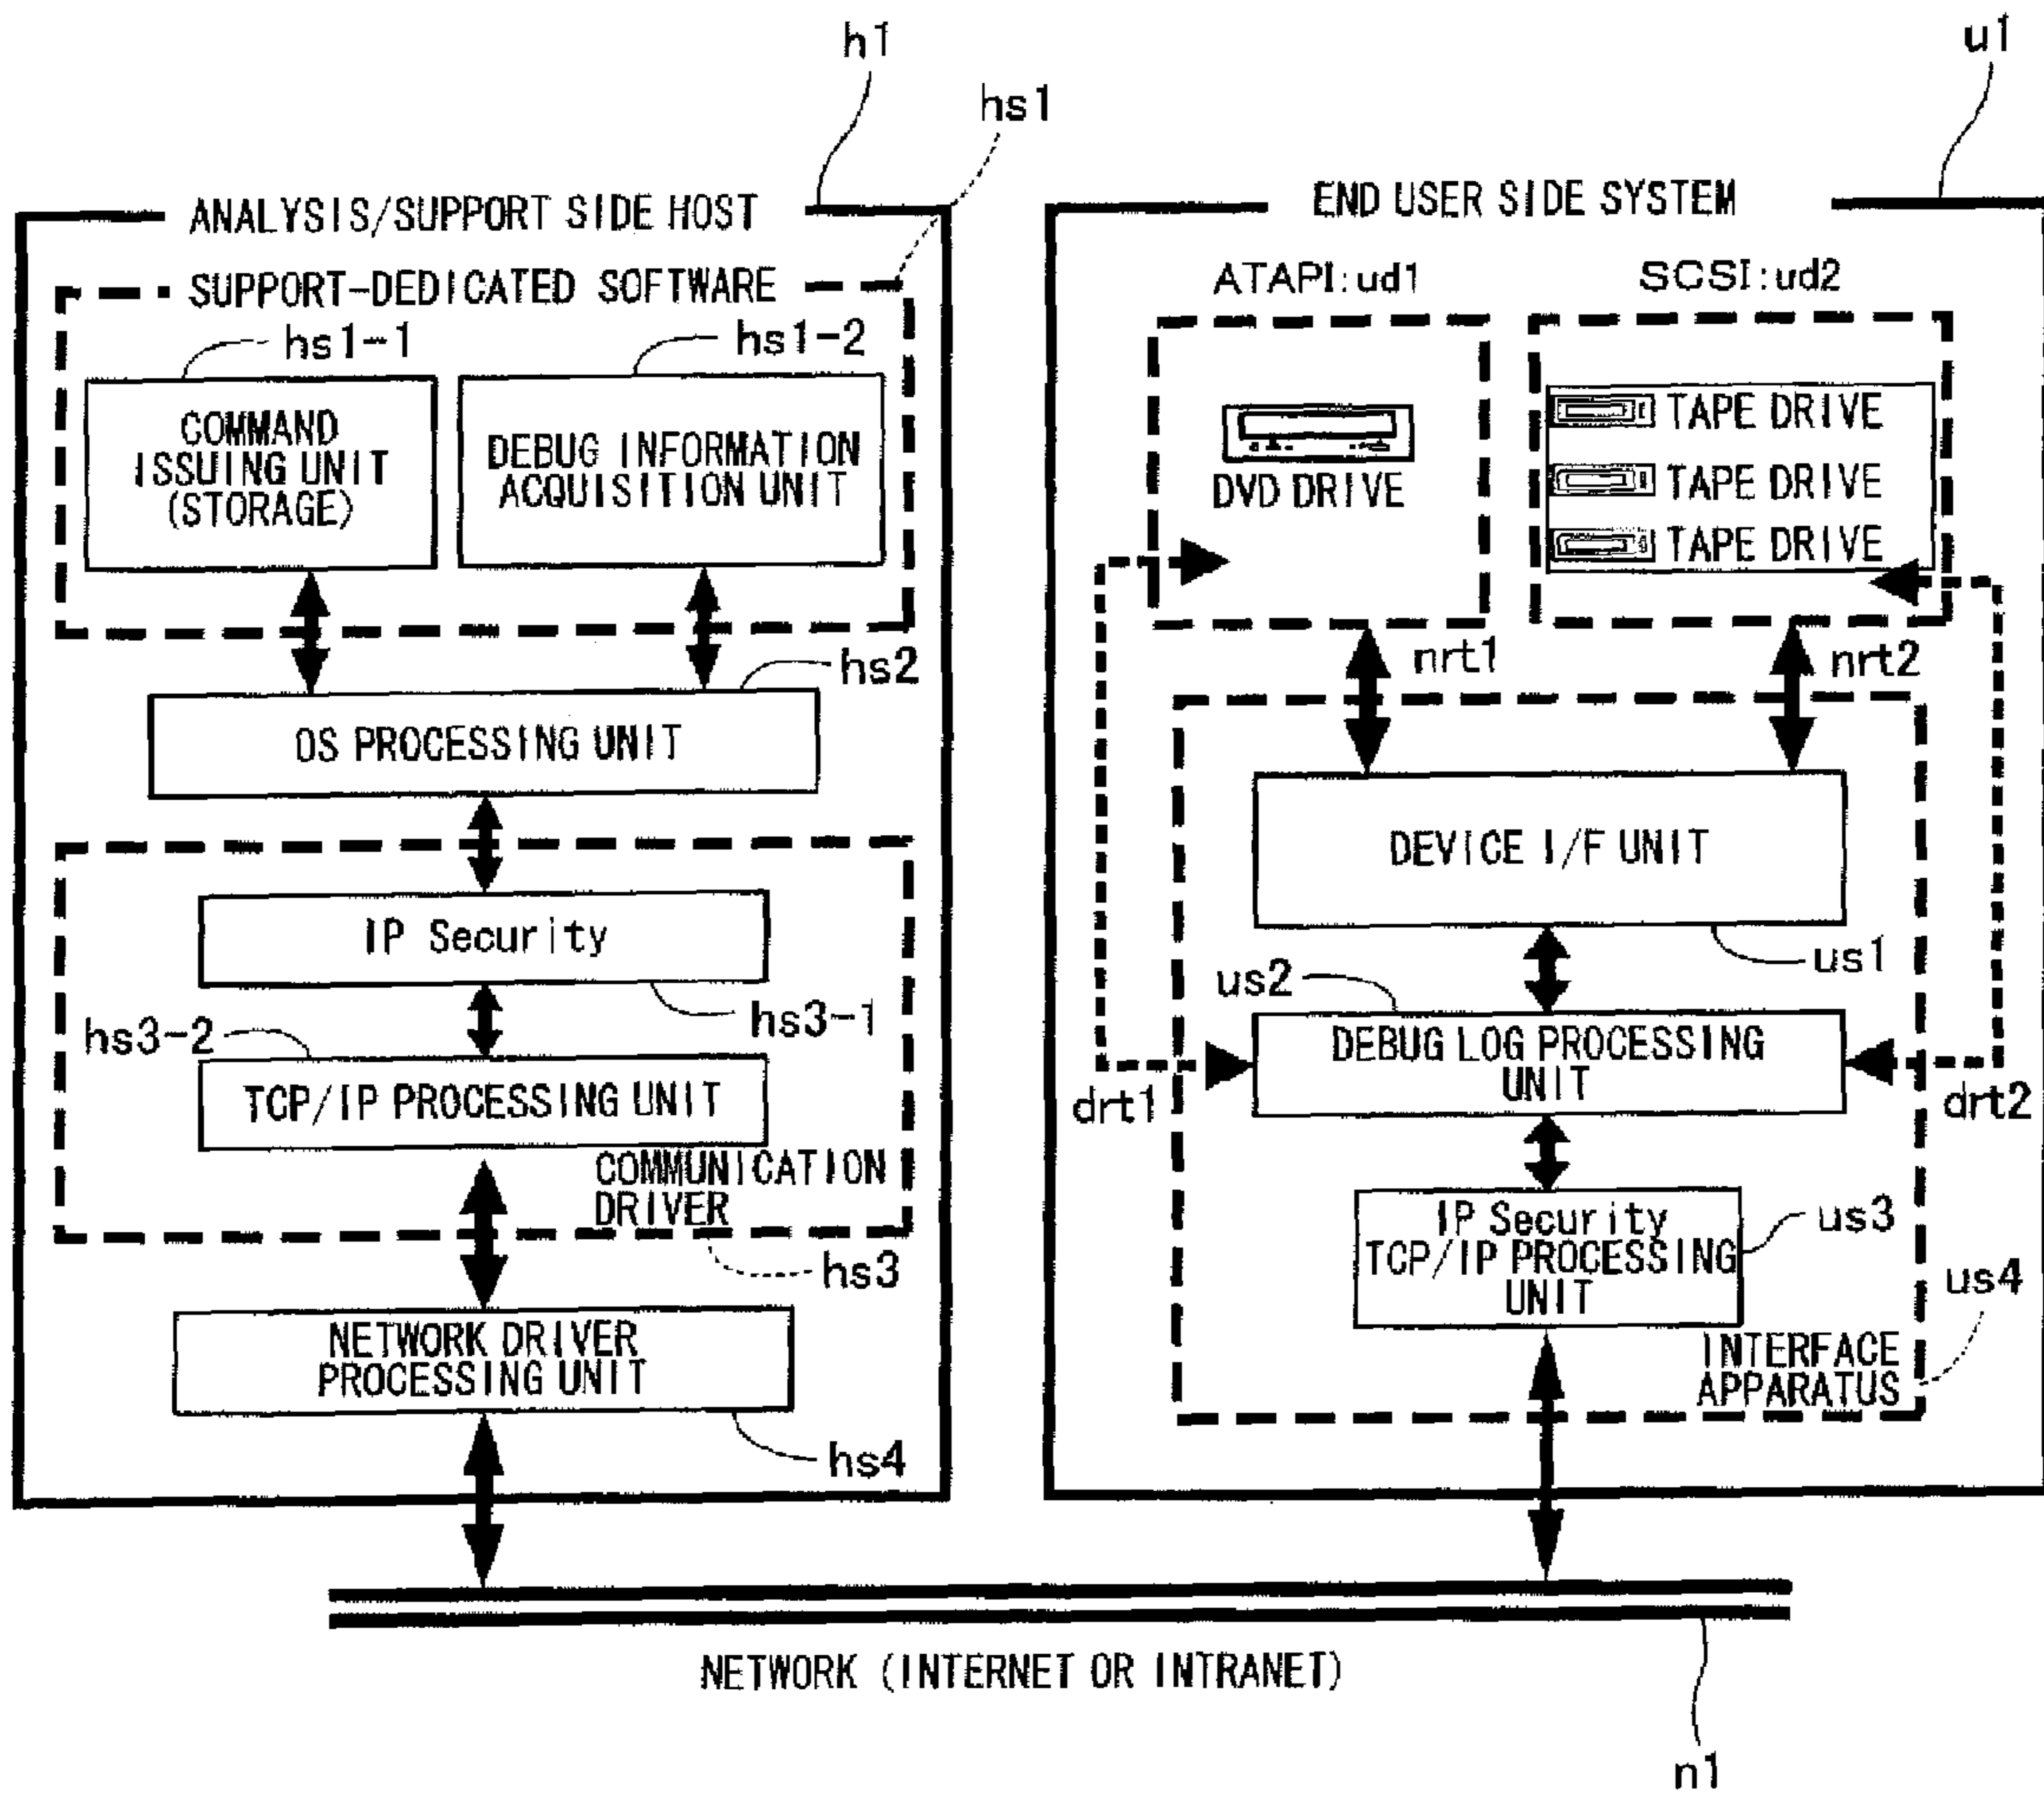 h1
u1
hs1
ANALYSIS/SUPPORT SIDE HOST
SUPPORT-DEDICATED SOFTWARE
hs1-1
hs1-2
COMMAND
ISSUING UNIT
(STORAGE)
DEBUG INFORMATION
ACQUISITION UNIT
hs2
OS PROCESSING UNIT
IP Security
hs3-1
hs3-2
TCP/IP PROCESSING UNIT
COMMUNICATION
DRIVER
hs3
NETWORK DRIVER
PROCESSING UNIT
hs4
END USER SIDE SYSTEM
ATAPI:ud1
SCSI:ud2
DVD DRIVE
TAPE DRIVE
TAPE DRIVE
TAPE DRIVE
nrt1
nrt2
DEVICE I/F UNIT
us1
us2
DEBUG LOG PROCESSING
UNIT
drt1
drt2
IP Security
TCP/IP PROCESSING
UNIT
us3
us4
INTERFACE
APPARATUS
NETWORK (INTERNET OR INTRANET)
n1